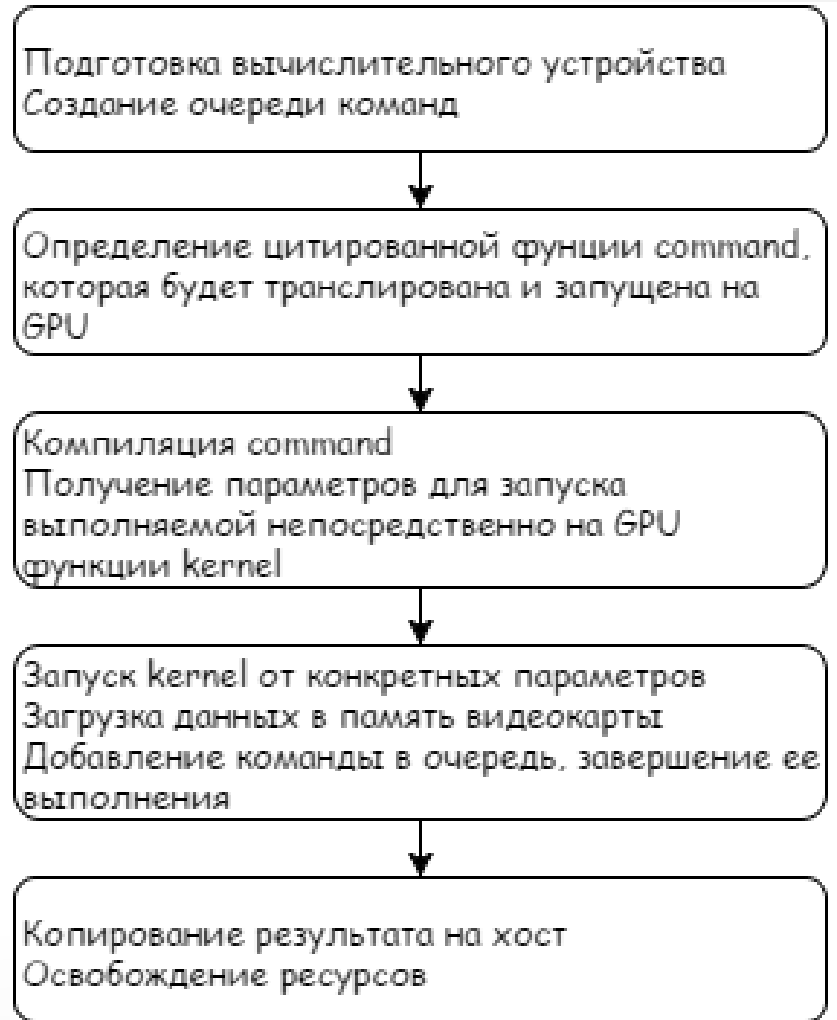 Подготовка вычислительного устройства
Создание очереди команд
Определение цитированной фунции command,
которая будет транслирована и запущена на
GPU
Компиляция command
Получение параметров для запуска
выполняемой непосредственно на GPU
функции kernel
Запуск kernel от конкретных параметров
Загрузка данных в память видеокарты
Добавление команды в очередь, завершение ее
выполнения
Копирование результата на хост
Освобождение ресурсов